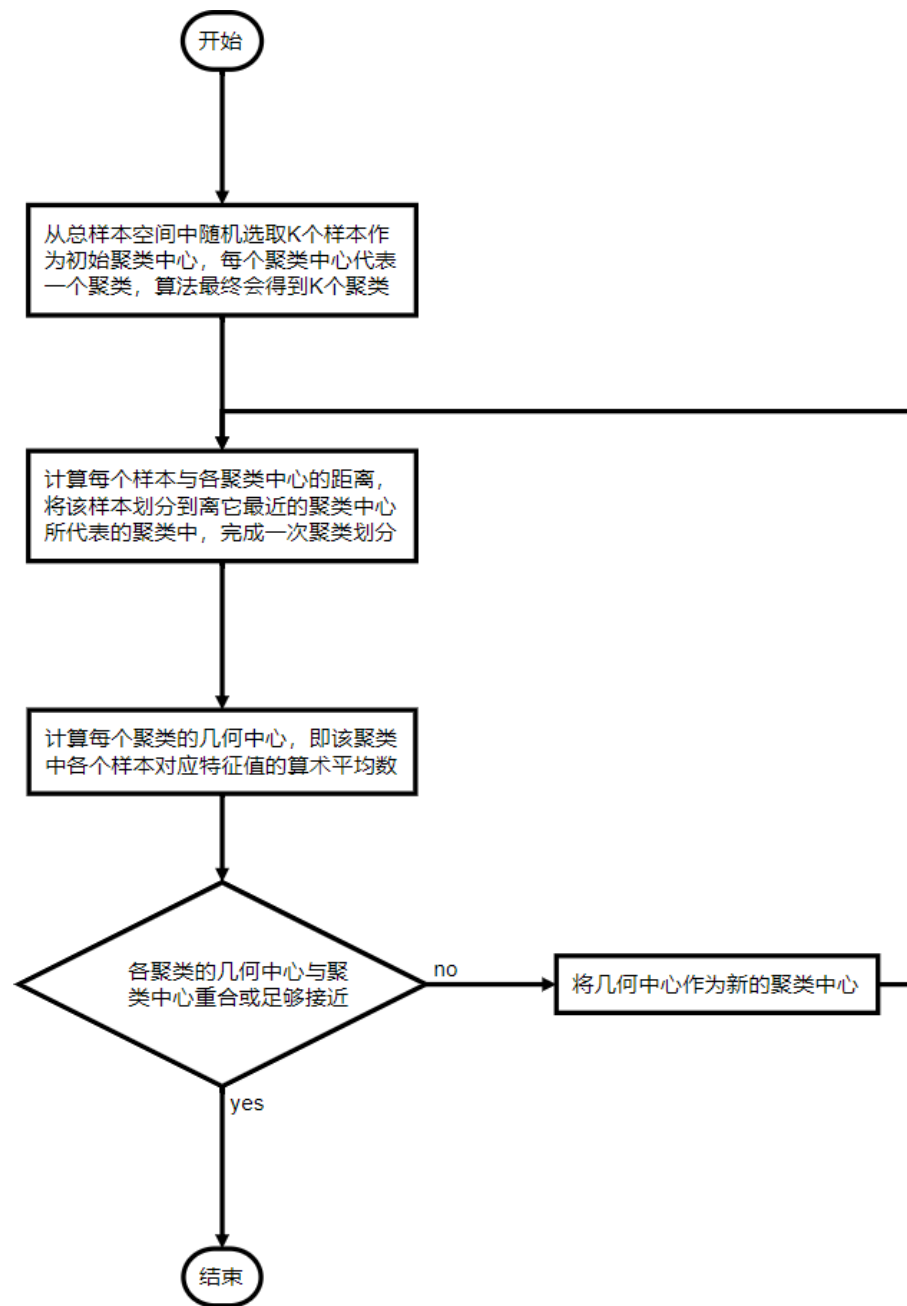 开始
从总样本空间中随机选取K个样本作
为初始聚类中心，每个聚类中心代表
一个聚类，算法最终会得到K个聚类
计算每个样本与各聚类中心的距离，
将该样本划分到离它最近的聚类中心
所代表的聚类中，完成一次聚类划分
计算每个聚类的几何中心，即该聚类
中各个样本对应特征值的算术平均数
各聚类的几何中心与聚
类中心重合或足够接近
no
将几何中心作为新的聚类中心
yes
结束